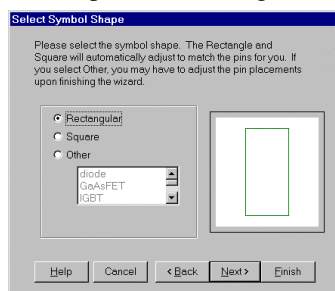 Select Symbol Shape
Please select the symbol shape. The Rectangle and
Square will automatically adjust to match the pins for you. If
you select Other, you may have to adjust the pin placements
upon finishing the wizard.
Rectangular
Square
Other
diode
GaAsFET
IGBT
Help
Cancel
< Back
Next >
Finish